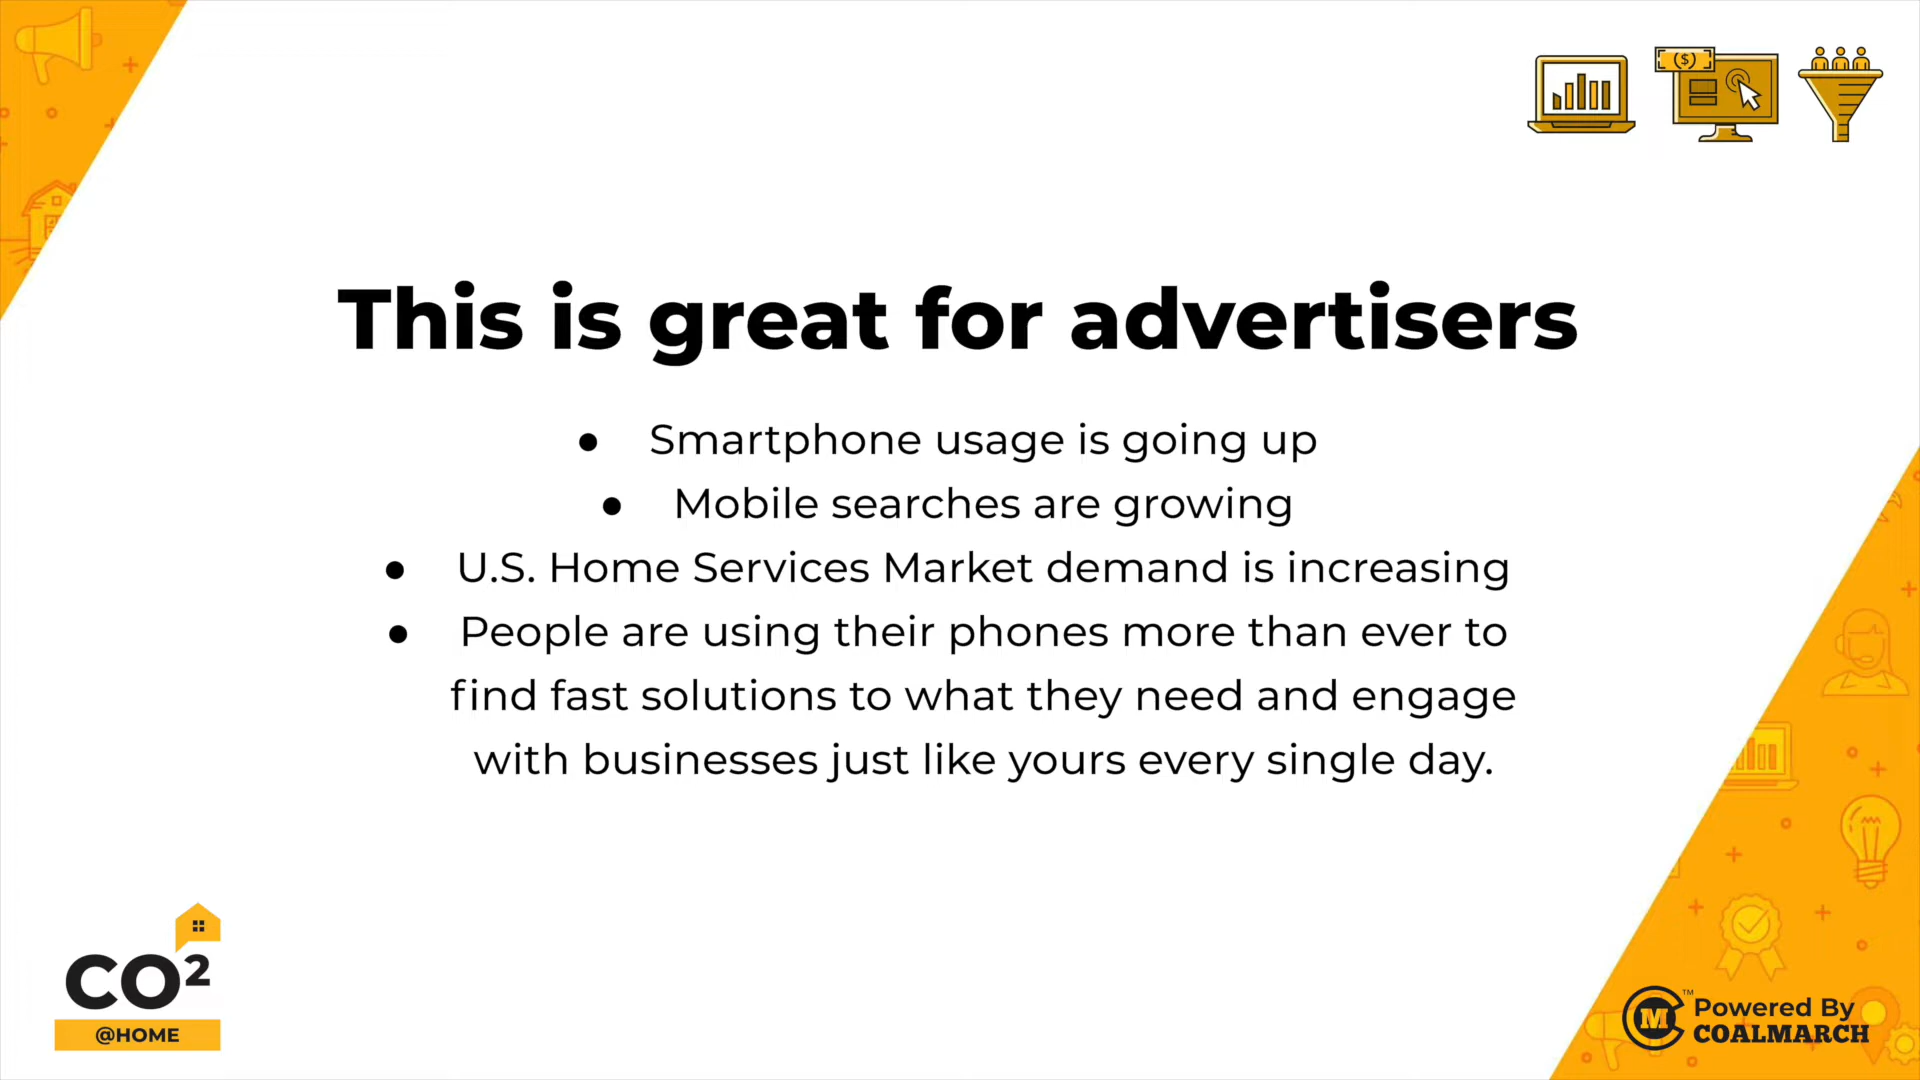 ($)
This is great for advertisers
● Smartphone usage is going up
● Mobile searches are growing
● U.S. Home Services Market demand is increasing
● People are using their phones more than ever to
find fast solutions to what they need and engage
with businesses just like yours every single day.
CO²
@HOME
CM™ Powered By
COALMARCH